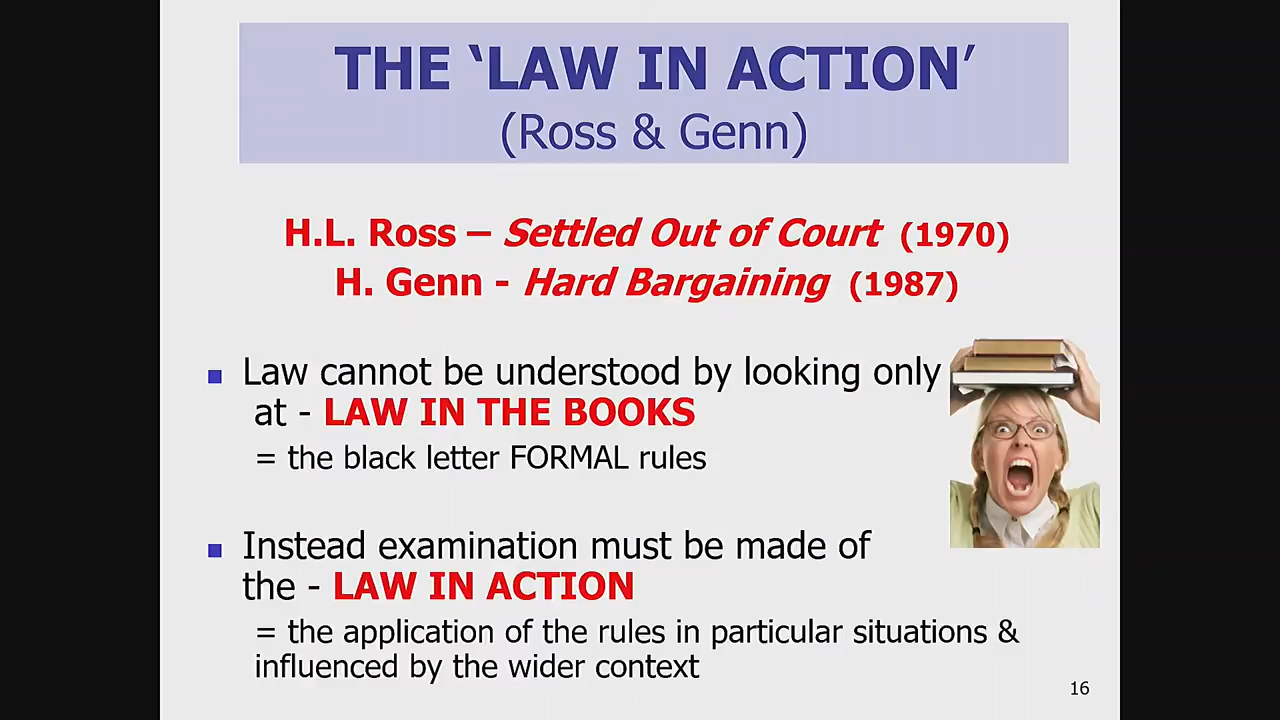 THE ‘LAW IN ACTION’
(Ross & Genn)
H.L. Ross – Settled Out of Court (1970)
H. Genn - Hard Bargaining (1987)
Law cannot be understood by looking only
at - LAW IN THE BOOKS
= the black letter FORMAL rules
Instead examination must be made of
the - LAW IN ACTION
= the application of the rules in particular situations &
influenced by the wider context
16